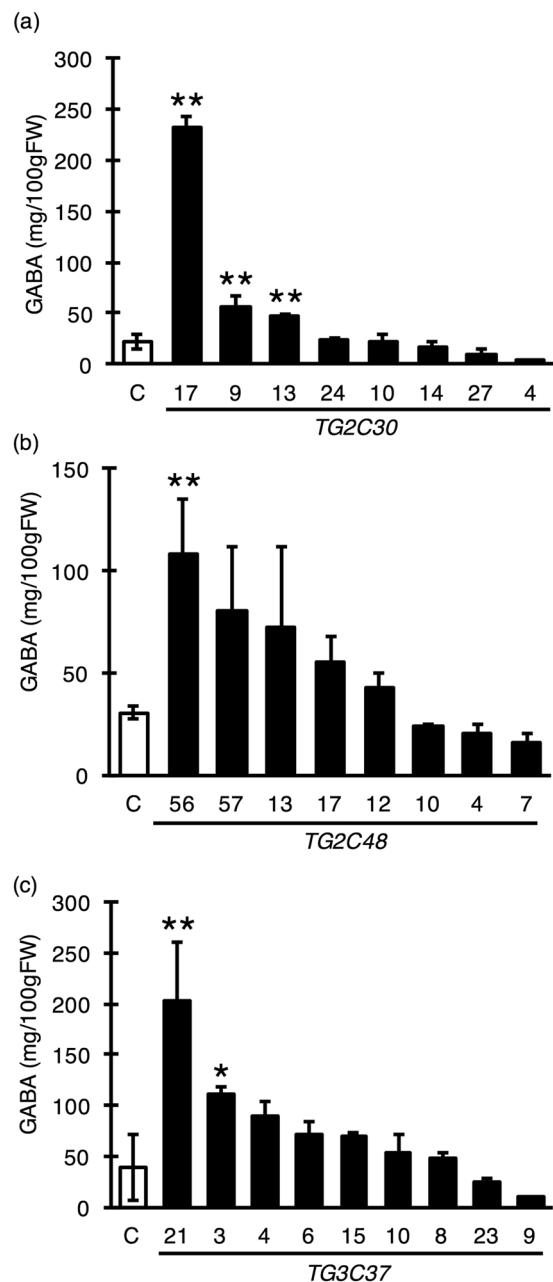 (a)
300
250
200
150
100
50
0
GABA (mg/100gFW)
**
** **
C 17 9 13 24 10 14 27 4
TG2C30
(b)
150
100
50
0
GABA (mg/100gFW)
**
C 56 57 13 17 12 10 4 7
TG2C48
(c)
300
250
200
150
100
50
0
GABA (mg/100gFW)
**
*
C 21 3 4 6 15 10 8 23 9
TG3C37